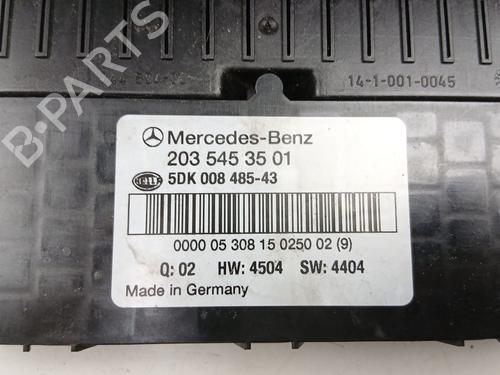 14-1-001-0045
Mercedes-Benz
203 545 35 01
HELLA 5DK 008 485-43
0000 05 308 15 0250 02 (9)
Q: 02 HW: 4504 SW: 4404
Made in Germany
B-PARTS